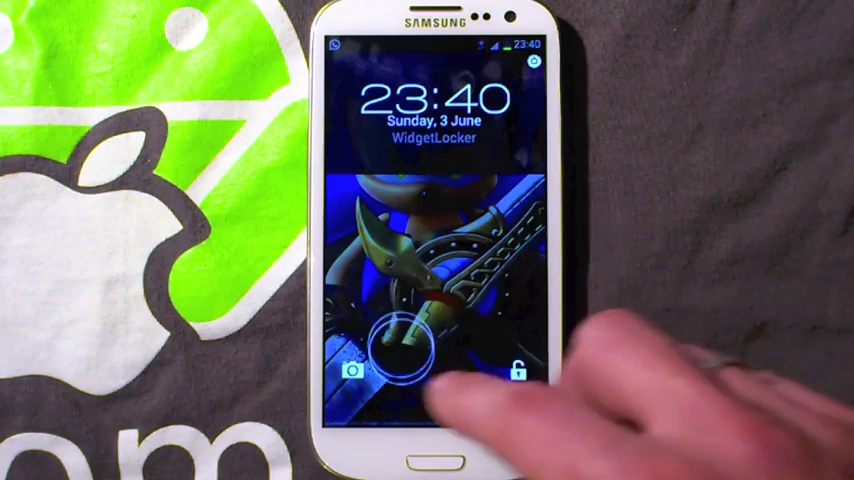 SAMSUNG
23:40
23:40
Sunday, 3 June
WidgetLocker
om